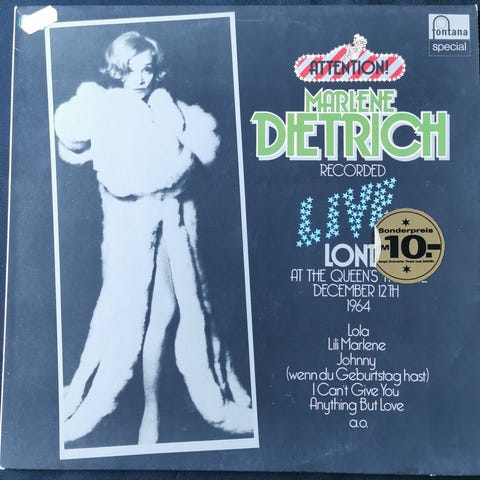 fontana
special
ATTENTION!
MARLENE
DIETRICH
RECORDED
LIVE
LOND
AT THE QUEEN'S
DECEMBER 12TH
1964
Sonderpreis
10.-
Lola
Lili Marlene
Johnny
(wenn du Geburtstag hast)
I Can't Give You
Anything But Love
a.o.